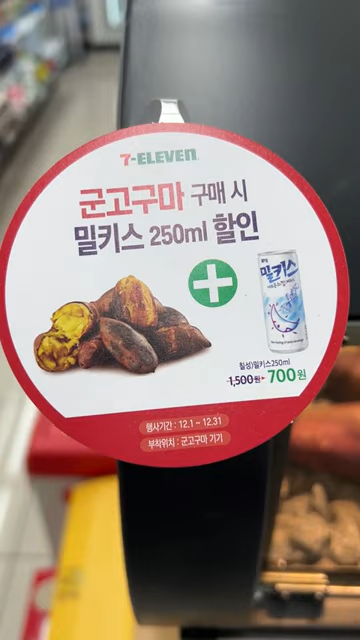 7-ELEVEN
군고구마 구매 시
밀키스 250ml 할인
밀키스
칠성)밀키스250ml
1,500원▶ 700원
행사기간 : 12.1 ~ 12.31
부착위치 : 군고구마 기기